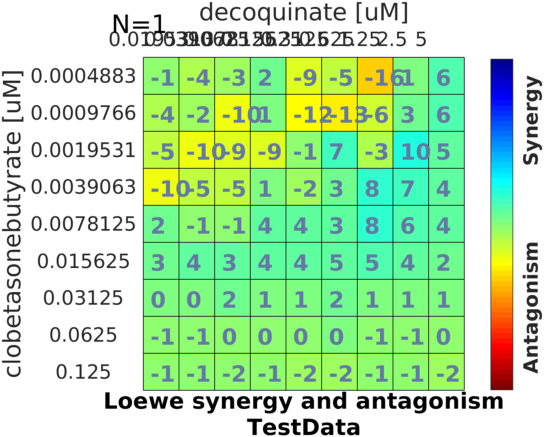 decoquinate [uM]
N=1
2.5 5
clobetasonebutyrate [uM]
0.0004883 -1 -4 -3 2 -9 -5 -16 1 6
0.0009766 -4 -2 -10 1 -12 -13 -6 3 6
0.0019531 -5 -10 -9 -9 -1 7 -3 10 5
0.0039063 -10 -5 -5 1 -2 3 8 7 4
0.0078125 2 -1 -1 4 4 3 8 6 4
0.015625 3 4 3 4 4 5 5 4 2
0.03125 0 0 2 1 1 2 1 1 1
0.0625 -1 -1 0 0 0 0 -1 -1 0
0.125 -1 -1 -2 -1 -2 -2 -1 -1 -2
Synergy
Antagonism
Loewe synergy and antagonism
TestData